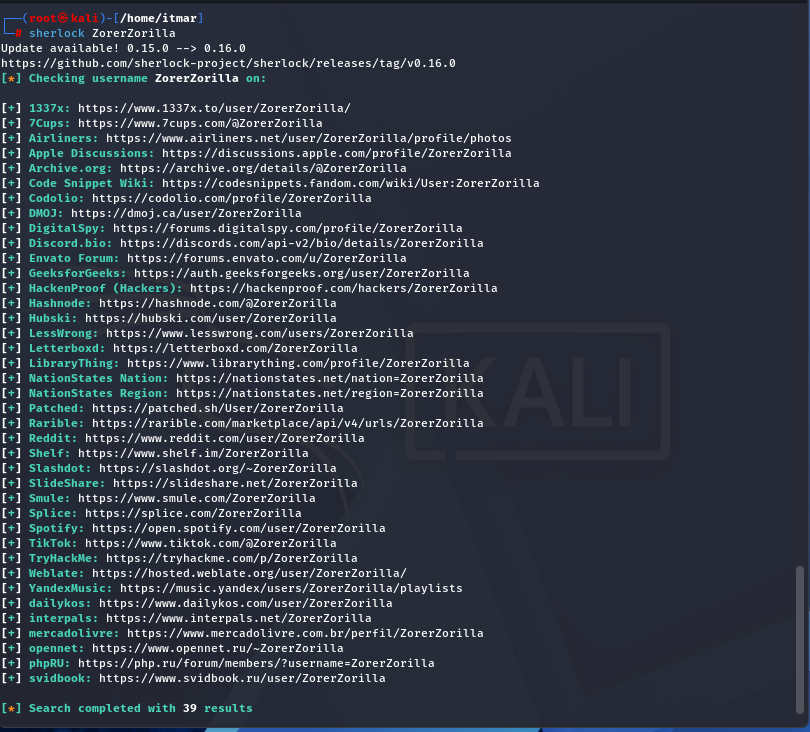 ┌──(root㉿kali)-[/home/itmar]
└─# sherlock ZorerZorilla
Update available! 0.15.0 --> 0.16.0
https://github.com/sherlock-project/sherlock/releases/tag/v0.16.0
[*] Checking username ZorerZorilla on:
[+] 1337x: https://www.1337x.to/user/ZorerZorilla/
[+] 7Cups: https://www.7cups.com/@ZorerZorilla
[+] Airliners: https://www.airliners.net/user/ZorerZorilla/profile/photos
[+] Apple Discussions: https://discussions.apple.com/profile/ZorerZorilla
[+] Archive.org: https://archive.org/details/@ZorerZorilla
[+] Code Snippet Wiki: https://codesnippets.fandom.com/wiki/User:ZorerZorilla
[+] Codolio: https://codolio.com/profile/ZorerZorilla
[+] DMOJ: https://dmoj.ca/user/ZorerZorilla
[+] DigitalSpy: https://forums.digitalspy.com/profile/ZorerZorilla
[+] Discord.bio: https://discords.com/api-v2/bio/details/ZorerZorilla
[+] Envato Forum: https://forums.envato.com/u/ZorerZorilla
[+] GeeksforGeeks: https://auth.geeksforgeeks.org/user/ZorerZorilla
[+] HackenProof (Hackers): https://hackenproof.com/hackers/ZorerZorilla
[+] Hashnode: https://hashnode.com/@ZorerZorilla
[+] Hubski: https://hubski.com/user/ZorerZorilla
[+] LessWrong: https://www.lesswrong.com/users/ZorerZorilla
[+] Letterboxd: https://letterboxd.com/ZorerZorilla
[+] LibraryThing: https://www.librarything.com/profile/ZorerZorilla
[+] NationStates Nation: https://nationstates.net/nation=ZorerZorilla
[+] NationStates Region: https://nationstates.net/region=ZorerZorilla
[+] Patched: https://patched.sh/User/ZorerZorilla
[+] Rarible: https://rarible.com/marketplace/api/v4/urls/ZorerZorilla
[+] Reddit: https://www.reddit.com/user/ZorerZorilla
[+] Shelf: https://www.shelf.im/ZorerZorilla
[+] Slashdot: https://slashdot.org/~ZorerZorilla
[+] SlideShare: https://slideshare.net/ZorerZorilla
[+] Smule: https://www.smule.com/ZorerZorilla
[+] Splice: https://splice.com/ZorerZorilla
[+] Spotify: https://open.spotify.com/user/ZorerZorilla
[+] TikTok: https://www.tiktok.com/@ZorerZorilla
[+] TryHackMe: https://tryhackme.com/p/ZorerZorilla
[+] Weblate: https://hosted.weblate.org/user/ZorerZorilla/
[+] YandexMusic: https://music.yandex/users/ZorerZorilla/playlists
[+] dailykos: https://www.dailykos.com/user/ZorerZorilla
[+] interpals: https://www.interpals.net/ZorerZorilla
[+] mercadolivre: https://www.mercadolivre.com.br/perfil/ZorerZorilla
[+] opennet: https://www.opennet.ru/~ZorerZorilla
[+] phpRU: https://php.ru/forum/members/?username=ZorerZorilla
[+] svidbook: https://www.svidbook.ru/user/ZorerZorilla
[*] Search completed with 39 results
KALI